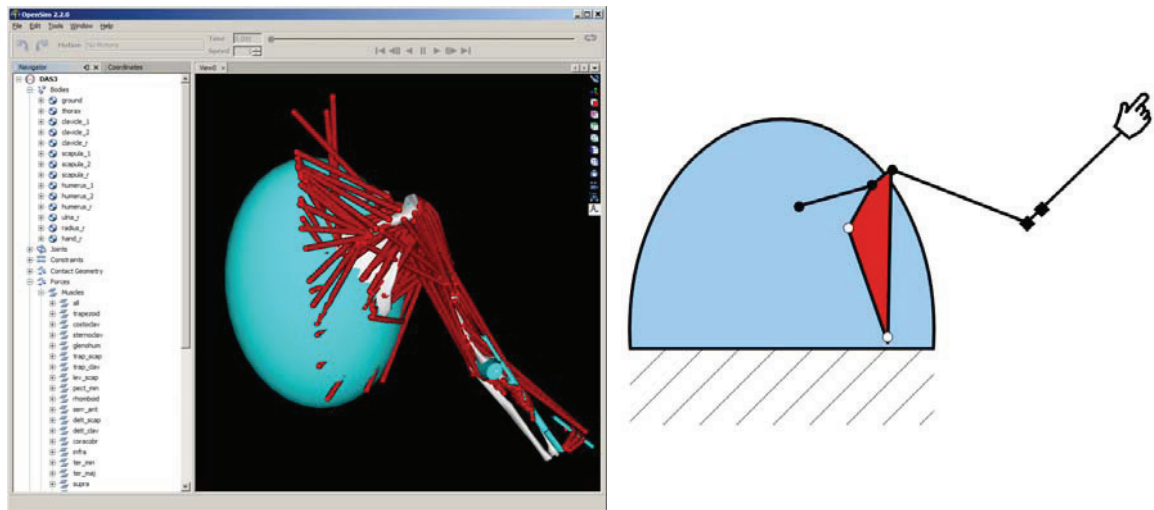 OpenSim 2.2.0
File Edit Tools Window Help
Motion No Motions
Time 0.000
Speed 1
Navigator Coordinates
View0
DAS3
Bodies
ground
thorax
clavicle_1
clavicle_2
clavicle_r
scapula_1
scapula_2
scapula_r
humerus_1
humerus_2
humerus_r
ulna_r
radius_r
hand_r
Joints
Constraints
Contact Geometry
Forces
Muscles
all
trapezoid
costoclav
sternoclav
glenohum
trap_scap
trap_clav
lev_scap
pect_min
rhomboid
serr_ant
delt_scap
delt_clav
coracobr
infra
ter_min
ter_maj
supra